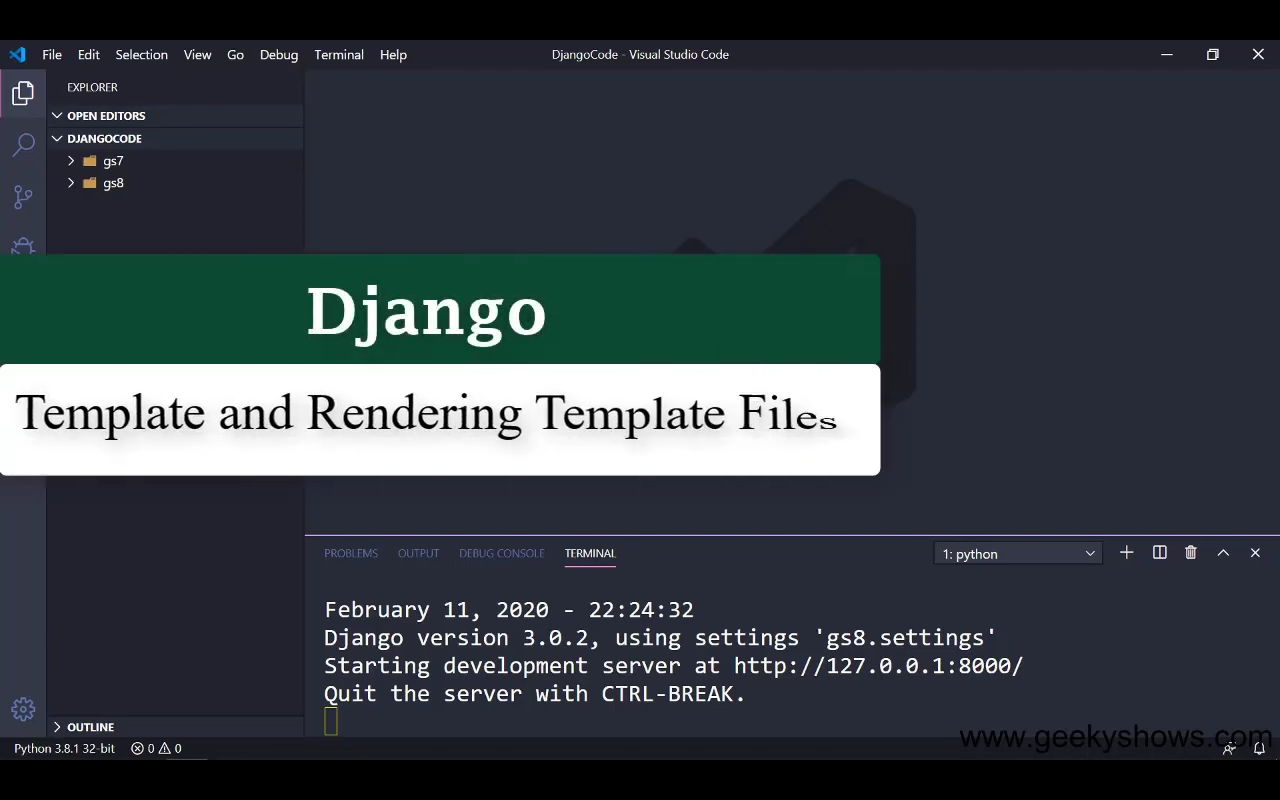 File Edit Selection View Go Debug Terminal Help DjangoCode - Visual Studio Code
EXPLORER
OPEN EDITORS
DJANGOCODE
gs7
gs8
Django
Template and Rendering Template Files
PROBLEMS OUTPUT DEBUG CONSOLE TERMINAL 1: python
February 11, 2020 - 22:24:32
Django version 3.0.2, using settings 'gs8.settings'
Starting development server at http://127.0.0.1:8000/
Quit the server with CTRL-BREAK.
OUTLINE
www.geekyshows.com
Python 3.8.1 32-bit 0 0